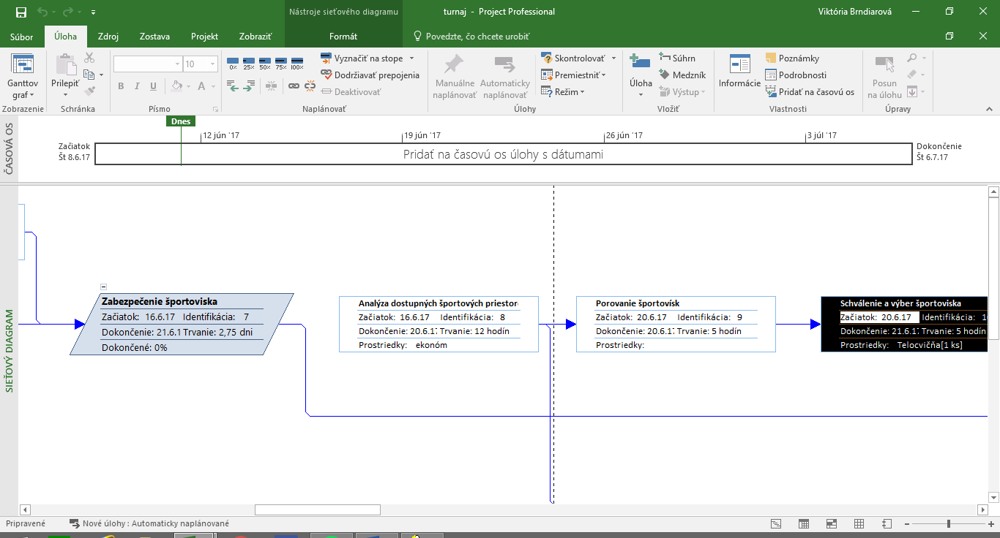 Nástroje sieťového diagramu
turnaj - Project Professional
Viktória Brndiarová
Súbor Úloha Zdroj Zostava Projekt Zobraziť Formát Povedzte, čo chcete urobiť
Ganttov graf
Zobrazenie
Prilepiť
Schránka
10
B I U A
Písmo
0% 25% 50% 75% 100%
Vyznačiť na stope
Dodržiavať prepojenia
Deaktivovať
Naplánovať
Manuálne naplánovať
Automaticky naplánovať
Skontrolovať
Premiestniť
Režim
Úlohy
Úloha
Súhrn
Medzník
Výstup
Vložiť
Informácie
Poznámky
Podrobnosti
Pridať na časovú os
Vlastnosti
Posun na úlohu
Úpravy
ČASOVÁ OS
Dnes
12 jún '17 19 jún '17 26 jún '17 3 júl '17
Začiatok
Št 8.6.17
Pridať na časovú os úlohy s dátumami
Dokončenie
Št 6.7.17
SIEŤOVÝ DIAGRAM
Zabezpečenie športoviska
Začiatok: 16.6.17 Identifikácia: 7
Dokončenie: 21.6.1 Trvanie: 2,75 dni
Dokončené: 0%
Analýza dostupných športových priestor
Začiatok: 16.6.17 Identifikácia: 8
Dokončenie: 20.6.17 Trvanie: 12 hodín
Prostriedky: ekonóm
Porovanie športovísk
Začiatok: 20.6.17 Identifikácia: 9
Dokončenie: 20.6.17 Trvanie: 5 hodín
Prostriedky:
Schválenie a výber športoviska
Začiatok: 20.6.17 Identifikácia:
Dokončenie: 21.6.17 Trvanie: 5 hodín
Prostriedky: Telocvičňa[1 ks]
Pripravené
Nové úlohy : Automaticky naplánované